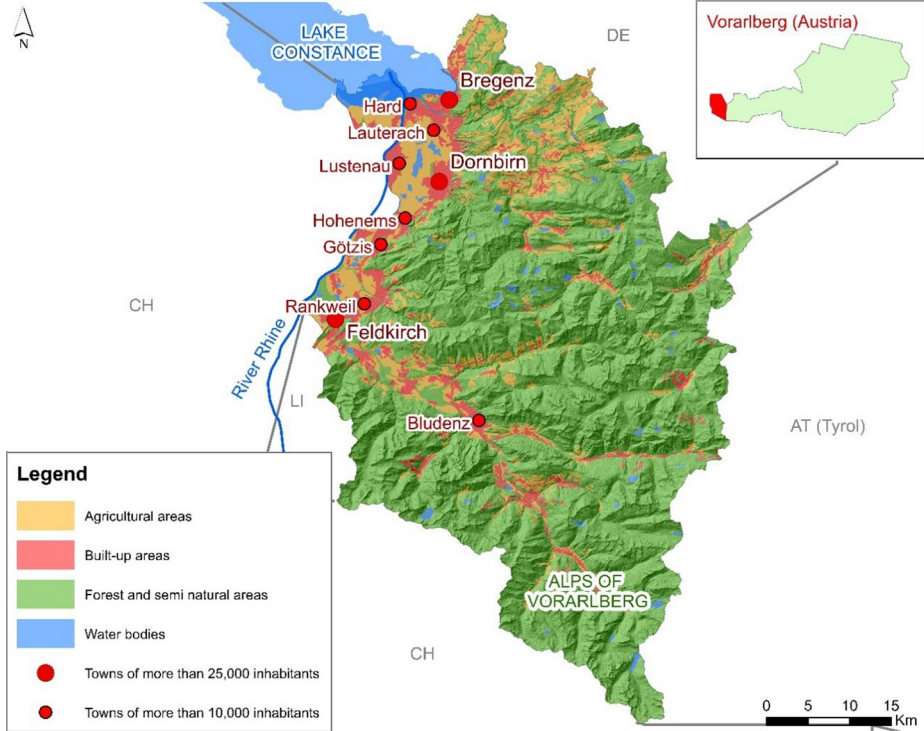 N
LAKE
CONSTANCE
DE
Vorarlberg (Austria)
Bregenz
Hard
Lauterach
Lustenau
Dornbirn
Hohenems
Götzis
CH
Rankweil
Feldkirch
River Rhine
LI
Bludenz
AT (Tyrol)
Legend
Agricultural areas
Built-up areas
Forest and semi natural areas
Water bodies
Towns of more than 25,000 inhabitants
Towns of more than 10,000 inhabitants
ALPS OF
VORARLBERG
CH
0 5 10 15
Km